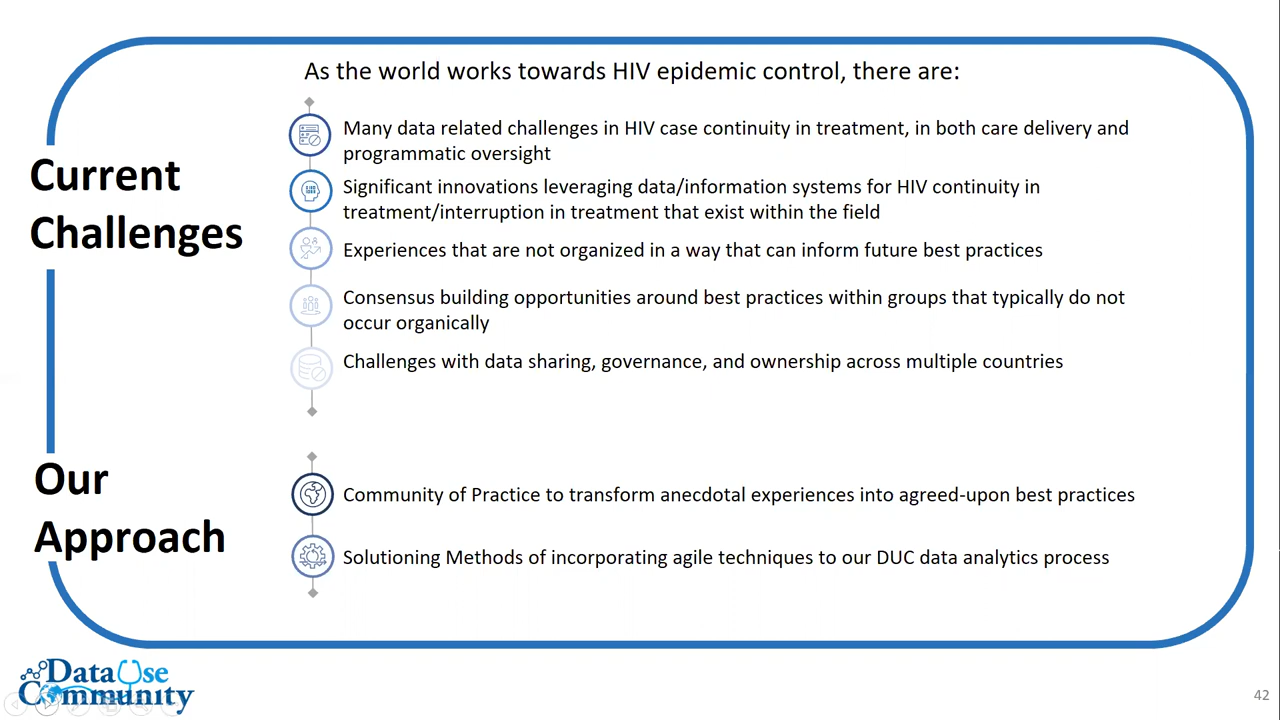 As the world works towards HIV epidemic control, there are:
Current
Challenges
Many data related challenges in HIV case continuity in treatment, in both care delivery and
programmatic oversight
Significant innovations leveraging data/information systems for HIV continuity in
treatment/interruption in treatment that exist within the field
Experiences that are not organized in a way that can inform future best practices
Consensus building opportunities around best practices within groups that typically do not
occur organically
Challenges with data sharing, governance, and ownership across multiple countries
Our
Approach
Community of Practice to transform anecdotal experiences into agreed-upon best practices
Solutioning Methods of incorporating agile techniques to our DUC data analytics process
Data Use
Community
42